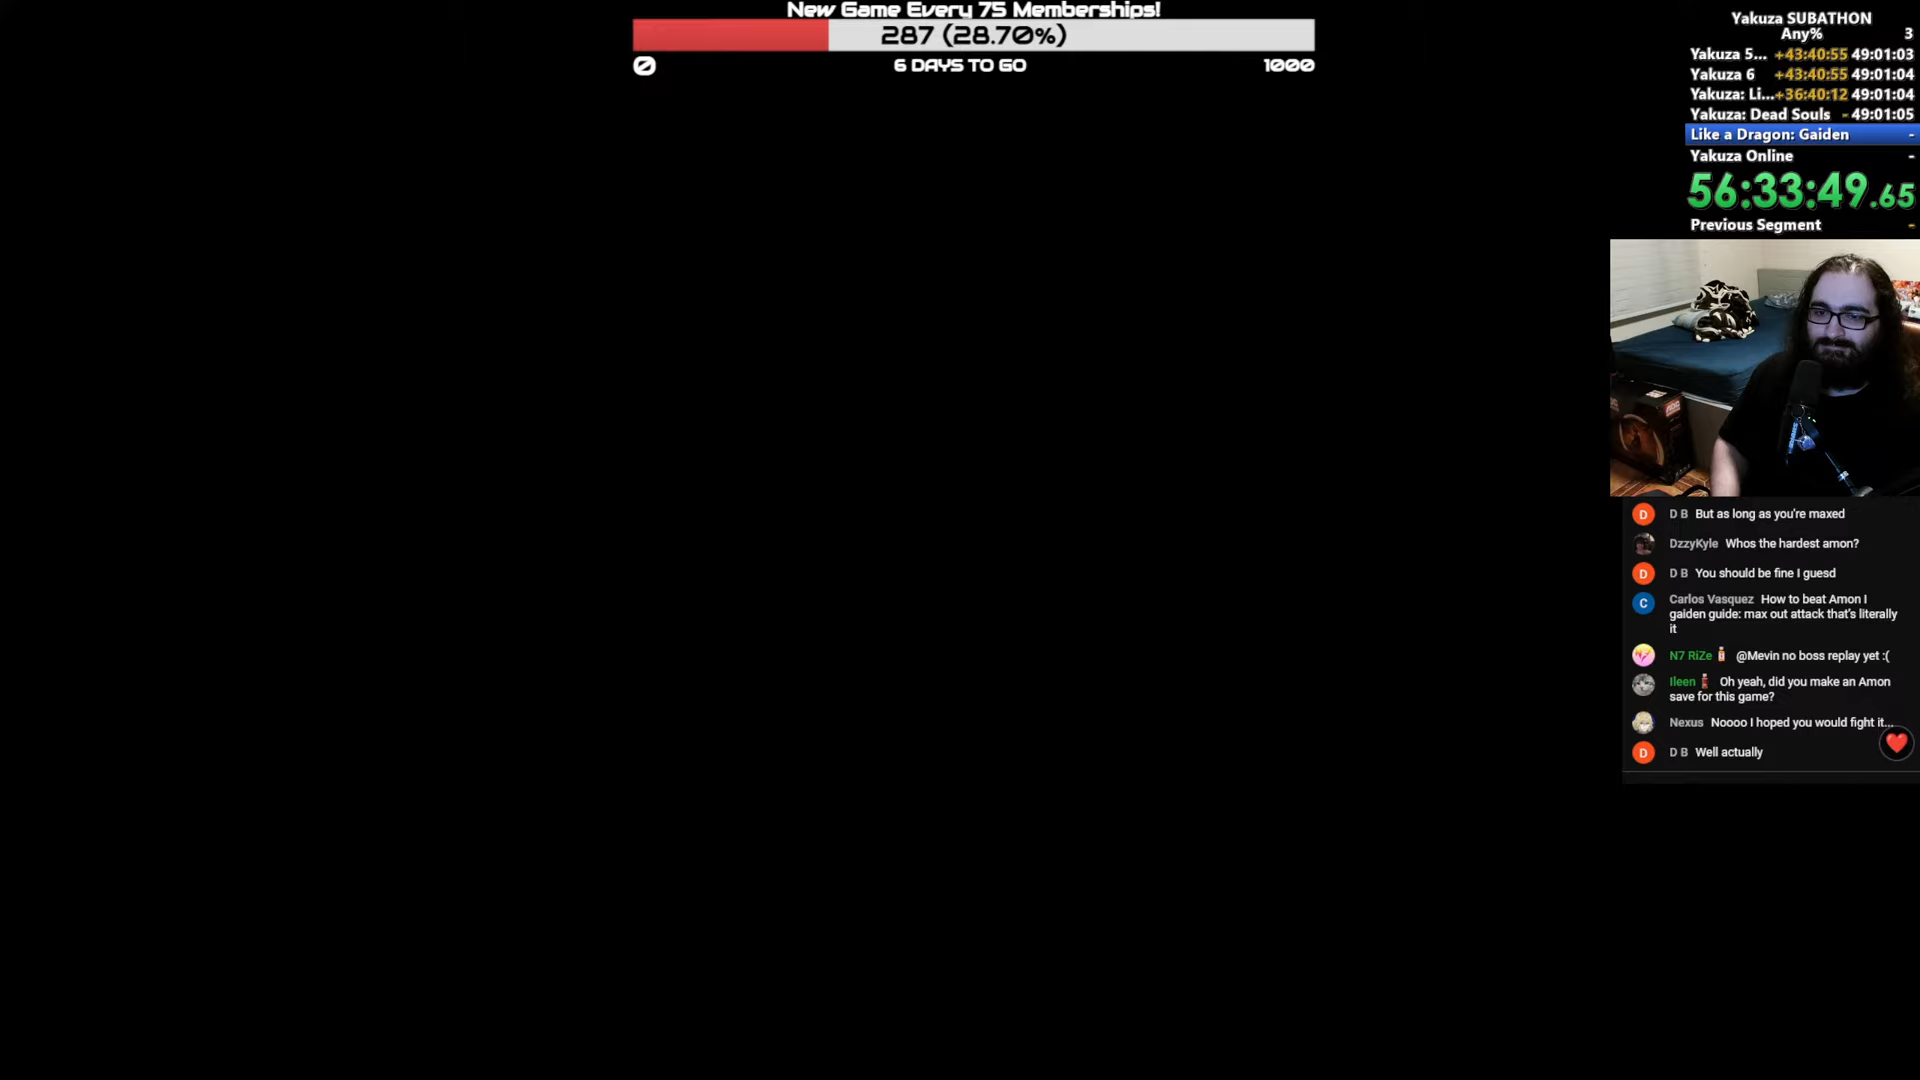 New Game Every 75 Memberships!
287 (28.70%)
0
6 DAYS TO GO
1000
Yakuza SUBATHON
Any%
3
Yakuza 5... +43:40:55 49:01:03
Yakuza 6 +43:40:55 49:01:04
Yakuza: Li...+36:40:12 49:01:04
Yakuza: Dead Souls - 49:01:05
Like a Dragon: Gaiden -
Yakuza Online -
56:33:49.65
Previous Segment -
D
D B But as long as you're maxed
DzzyKyle Whos the hardest amon?
D
D B You should be fine I guesd
C
Carlos Vasquez How to beat Amon I
gaiden guide: max out attack that's literally
it
N7 RiZe @Mevin no boss replay yet :(
Ileen Oh yeah, did you make an Amon
save for this game?
Nexus Noooo I hoped you would fight it...
D
D B Well actually